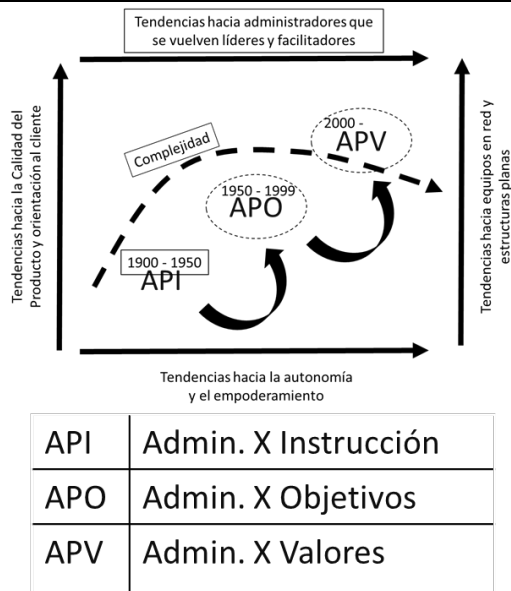 Tendencias hacia administradores que
se vuelven líderes y facilitadores
Tendencias hacia la Calidad del
Producto y orientación al cliente
Complejidad
2000 -
APV
1950 - 1999
APO
1900 - 1950
API
Tendencias hacia equipos en red y
estructuras planas
Tendencias hacia la autonomía
y el empoderamiento
API Admin. X Instrucción
APO Admin. X Objetivos
APV Admin. X Valores